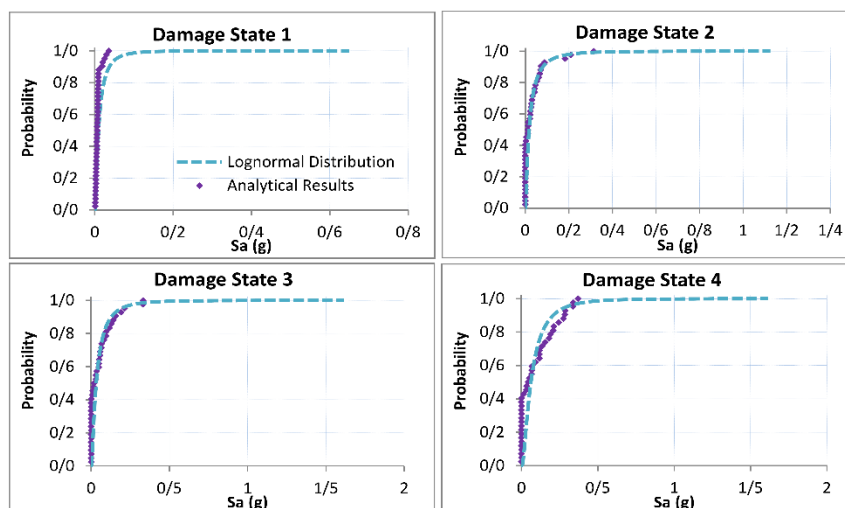 Damage State 1
Probability
1/0
0/8
0/6
0/4
0/2
0/0
Lognormal Distribution
Analytical Results
0 0/2 0/4 0/6 0/8
Sa (g)
Damage State 2
Probability
1/0
0/8
0/6
0/4
0/2
0/0
0 0/2 0/4 0/6 0/8 1 1/2 1/4
Sa (g)
Damage State 3
Probability
1/0
0/8
0/6
0/4
0/2
0/0
0 0/5 1 1/5 2
Sa (g)
Damage State 4
Probability
1/0
0/8
0/6
0/4
0/2
0/0
0 0/5 1 1/5 2
Sa (g)